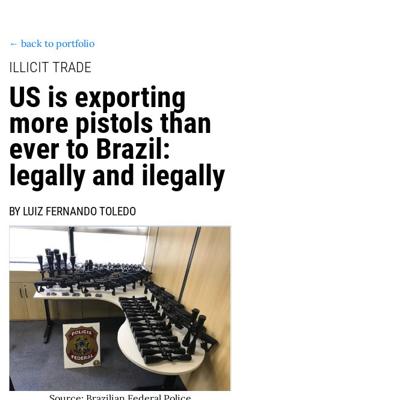 ← back to portfolio
ILLICIT TRADE
US is exporting
more pistols than
ever to Brazil:
legally and ilegally
BY LUIZ FERNANDO TOLEDO
POLÍCIA
FEDERAL
Source: Brazilian Federal Police